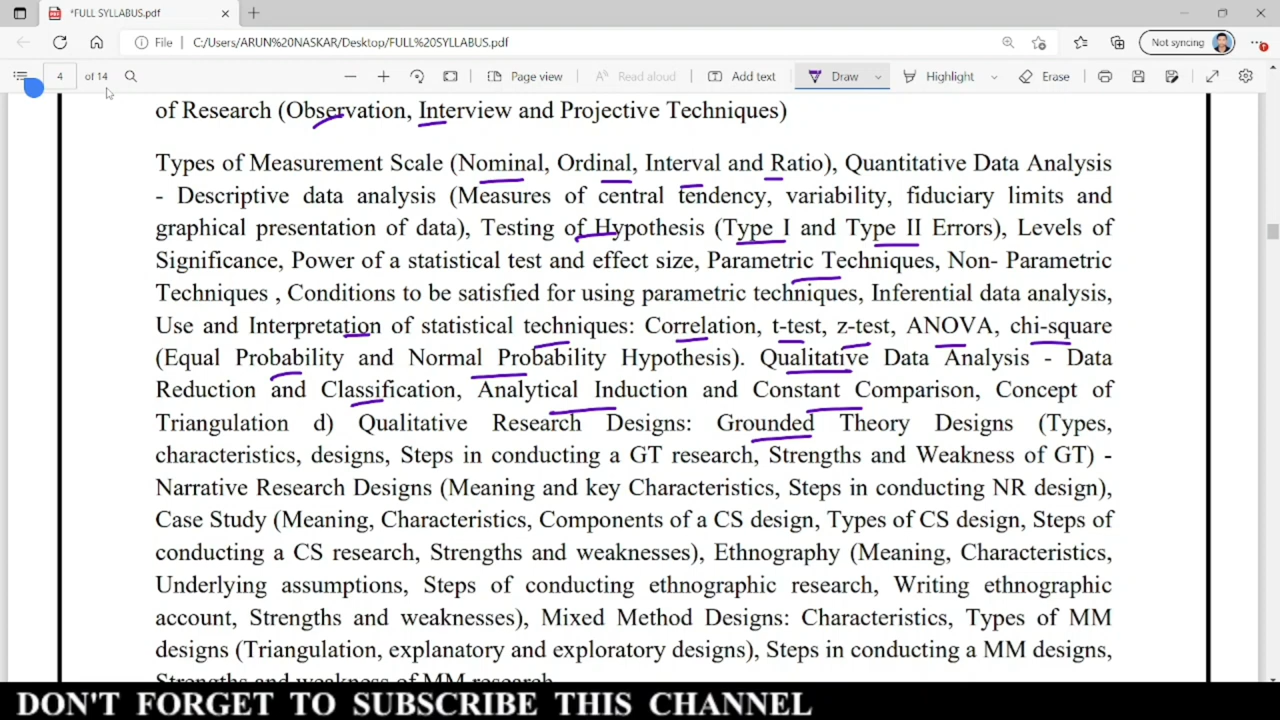 *FULL SYLLABUS.pdf
File | C:/Users/ARUN%20NASKAR/Desktop/FULL%20SYLLABUS.pdf
Not syncing
4 of 14
Page view
Read aloud
Add text
Draw
Highlight
Erase
of Research (Observation, Interview and Projective Techniques)
Types of Measurement Scale (Nominal, Ordinal, Interval and Ratio), Quantitative Data Analysis
- Descriptive data analysis (Measures of central tendency, variability, fiduciary limits and
graphical presentation of data), Testing of Hypothesis (Type I and Type II Errors), Levels of
Significance, Power of a statistical test and effect size, Parametric Techniques, Non- Parametric
Techniques , Conditions to be satisfied for using parametric techniques, Inferential data analysis,
Use and Interpretation of statistical techniques: Correlation, t-test, z-test, ANOVA, chi-square
(Equal Probability and Normal Probability Hypothesis). Qualitative Data Analysis - Data
Reduction and Classification, Analytical Induction and Constant Comparison, Concept of
Triangulation d) Qualitative Research Designs: Grounded Theory Designs (Types,
characteristics, designs, Steps in conducting a GT research, Strengths and Weakness of GT) -
Narrative Research Designs (Meaning and key Characteristics, Steps in conducting NR design),
Case Study (Meaning, Characteristics, Components of a CS design, Types of CS design, Steps of
conducting a CS research, Strengths and weaknesses), Ethnography (Meaning, Characteristics,
Underlying assumptions, Steps of conducting ethnographic research, Writing ethnographic
account, Strengths and weaknesses), Mixed Method Designs: Characteristics, Types of MM
designs (Triangulation, explanatory and exploratory designs), Steps in conducting a MM designs,
Strengths and weakness of MM research
DON'T FORGET TO SUBSCRIBE THIS CHANNEL